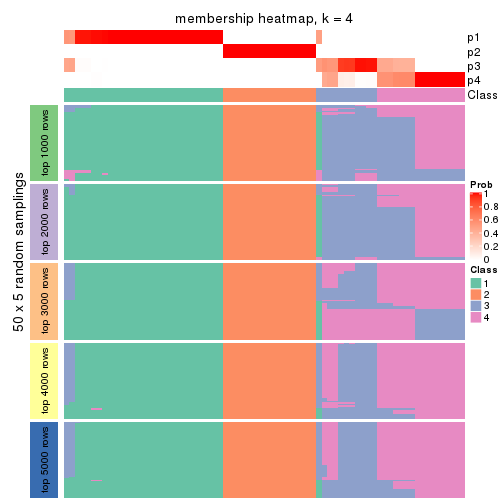 membership heatmap, k = 4
p1
p2
p3
p4
Class
50 x 5 random samplings
top 1000 rows
top 2000 rows
top 3000 rows
top 4000 rows
top 5000 rows
Prob
1
0.8
0.6
0.4
0.2
0
Class
1
2
3
4